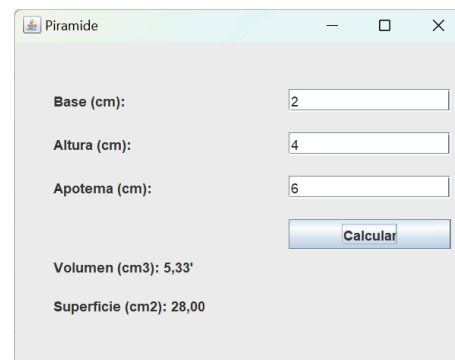 Piramide
Base (cm): 2
Altura (cm): 4
Apotema (cm): 6
Calcular
Volumen (cm3): 5,33'
Superficie (cm2): 28,00